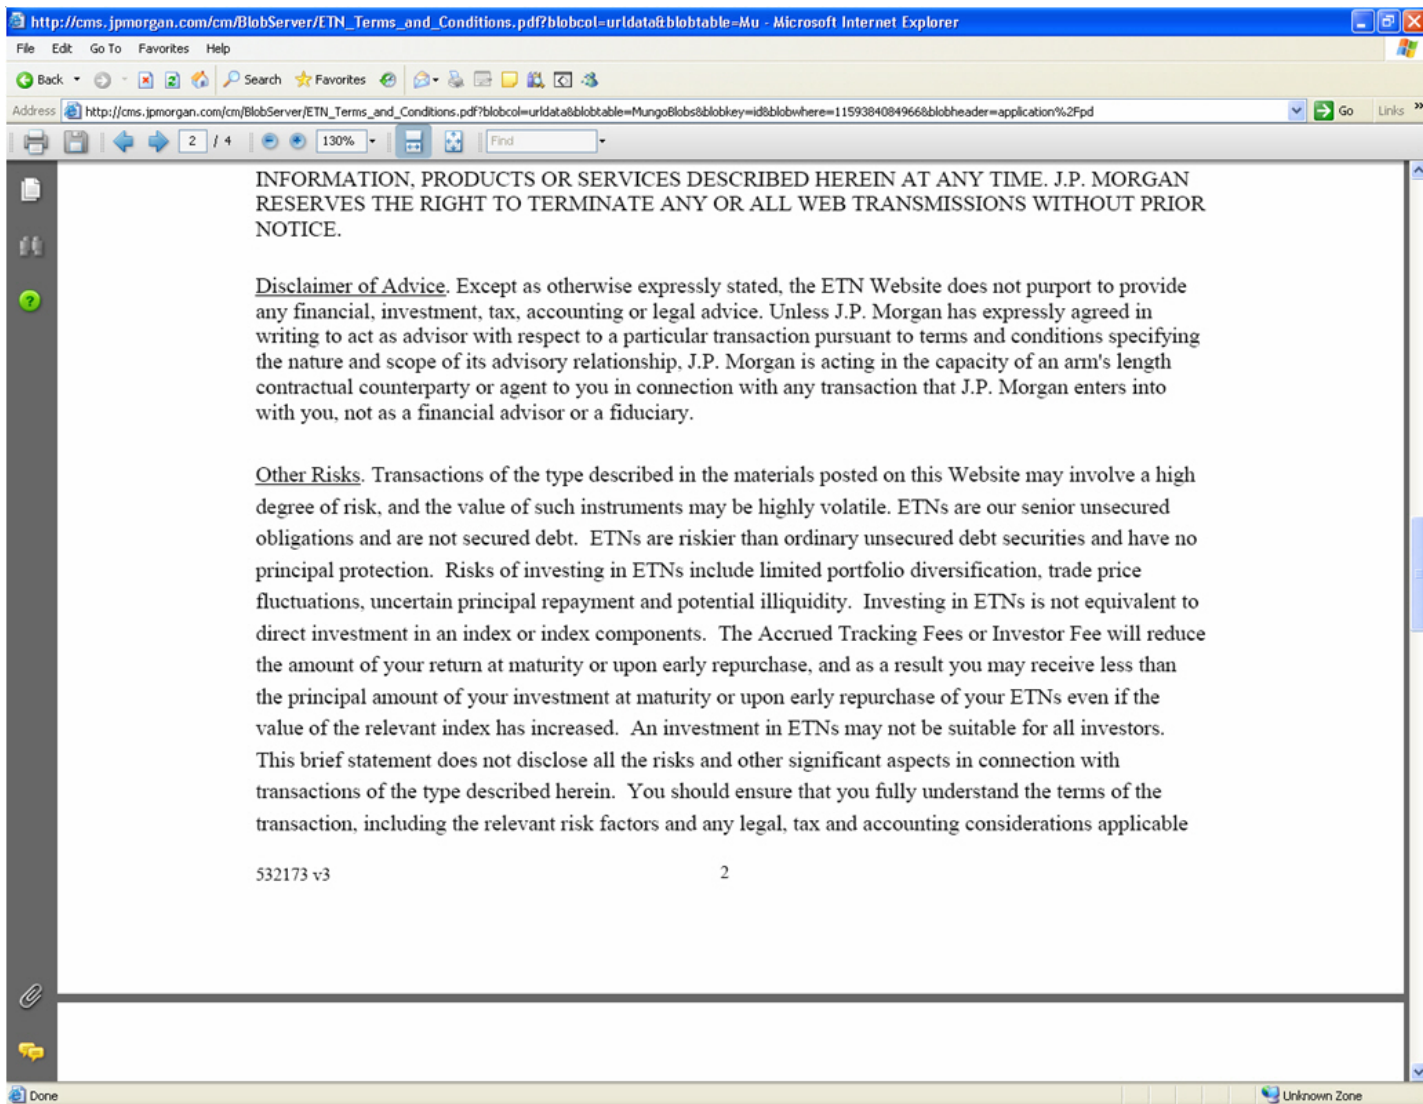 http://cms.jpmorgan.com/cm/BlobServer/ETN_Terms_and_Conditions.pdf?blobcol=urldata&blobtable=Mu - Microsoft Internet Explorer
File Edit Go To Favorites Help
Back Search Favorites
Address http://cms.jpmorgan.com/cm/BlobServer/ETN_Terms_and_Conditions.pdf?blobcol=urldata&blobtable=MungoBlobs&blobkey=id&blobwhere=1159384084966&blobheader=application%2Fpd Go Links »
2 / 4 130% Find
INFORMATION, PRODUCTS OR SERVICES DESCRIBED HEREIN AT ANY TIME. J.P. MORGAN
RESERVES THE RIGHT TO TERMINATE ANY OR ALL WEB TRANSMISSIONS WITHOUT PRIOR
NOTICE.
Disclaimer of Advice. Except as otherwise expressly stated, the ETN Website does not purport to provide
any financial, investment, tax, accounting or legal advice. Unless J.P. Morgan has expressly agreed in
writing to act as advisor with respect to a particular transaction pursuant to terms and conditions specifying
the nature and scope of its advisory relationship, J.P. Morgan is acting in the capacity of an arm's length
contractual counterparty or agent to you in connection with any transaction that J.P. Morgan enters into
with you, not as a financial advisor or a fiduciary.
Other Risks. Transactions of the type described in the materials posted on this Website may involve a high
degree of risk, and the value of such instruments may be highly volatile. ETNs are our senior unsecured
obligations and are not secured debt. ETNs are riskier than ordinary unsecured debt securities and have no
principal protection. Risks of investing in ETNs include limited portfolio diversification, trade price
fluctuations, uncertain principal repayment and potential illiquidity. Investing in ETNs is not equivalent to
direct investment in an index or index components. The Accrued Tracking Fees or Investor Fee will reduce
the amount of your return at maturity or upon early repurchase, and as a result you may receive less than
the principal amount of your investment at maturity or upon early repurchase of your ETNs even if the
value of the relevant index has increased. An investment in ETNs may not be suitable for all investors.
This brief statement does not disclose all the risks and other significant aspects in connection with
transactions of the type described herein. You should ensure that you fully understand the terms of the
transaction, including the relevant risk factors and any legal, tax and accounting considerations applicable
532173 v3 2
Done Unknown Zone